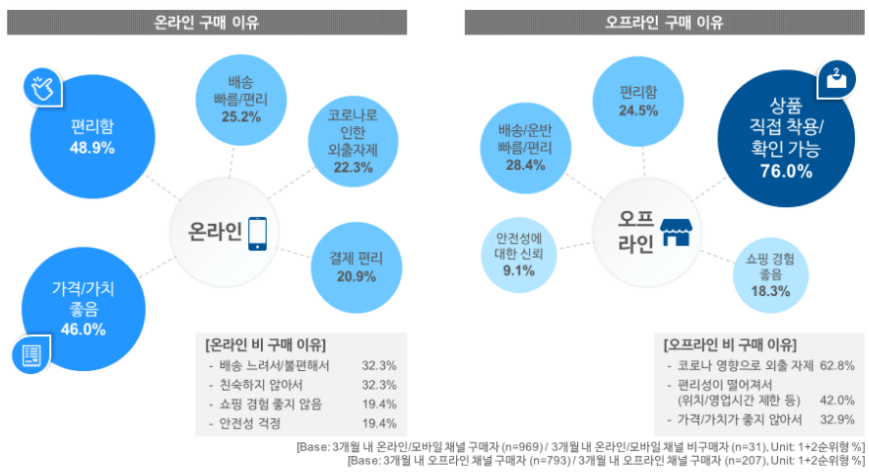 온라인 구매 이유
편리함
48.9%
배송
빠름/편리
25.2%
코로나로
인한
외출자제
22.3%
온라인
가격/가치
좋음
46.0%
결제 편리
20.9%
[온라인 비 구매 이유]
- 배송 느려서/불편해서 32.3%
- 친숙하지 않아서 32.3%
- 쇼핑 경험 좋지 않음 19.4%
- 안전성 걱정 19.4%
오프라인 구매 이유
편리함
24.5%
2
상품
직접 착용/
확인 가능
76.0%
배송/운반
빠름/편리
28.4%
오프
라인
안전성에
대한 신뢰
9.1%
쇼핑 경험
좋음
18.3%
[오프라인 비 구매 이유]
- 코로나 영향으로 외출 자제 62.8%
- 편리성이 떨어져서
(위치/영업시간 제한 등) 42.0%
- 가격/가치가 좋지 않아서 32.9%
[Base: 3개월 내 온라인/모바일 채널 구매자 (n=969) / 3개월 내 온라인/모바일 채널 비구매자 (n=31), Unit: 1+2순위형 %]
[Base: 3개월 내 오프라인 채널 구매자 (n=793) / 3개월 내 오프라인 채널 구매자 (n=207), Unit: 1+2순위형 %]